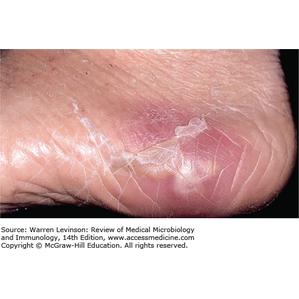 Source: Warren Levinson: Review of Medical Microbiology
and Immunology, 14th Edition, www.accessmedicine.com
Copyright © McGraw-Hill Education. All rights reserved.